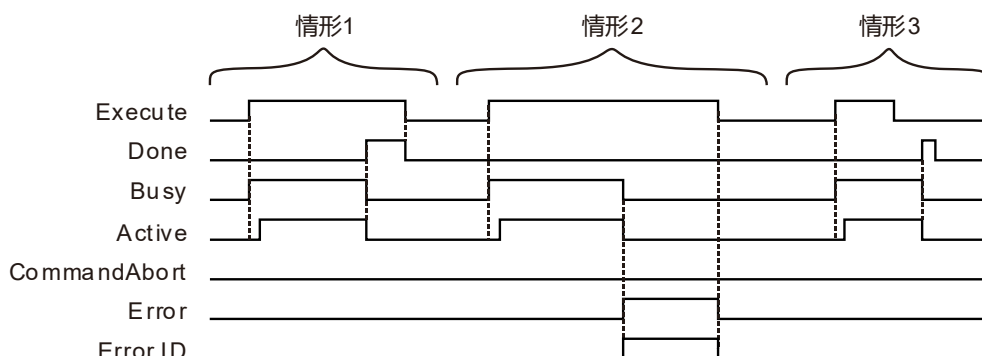 情形1 情形2 情形3
Execute
Done
Busy
Active
CommandAbort
Error
Error ID